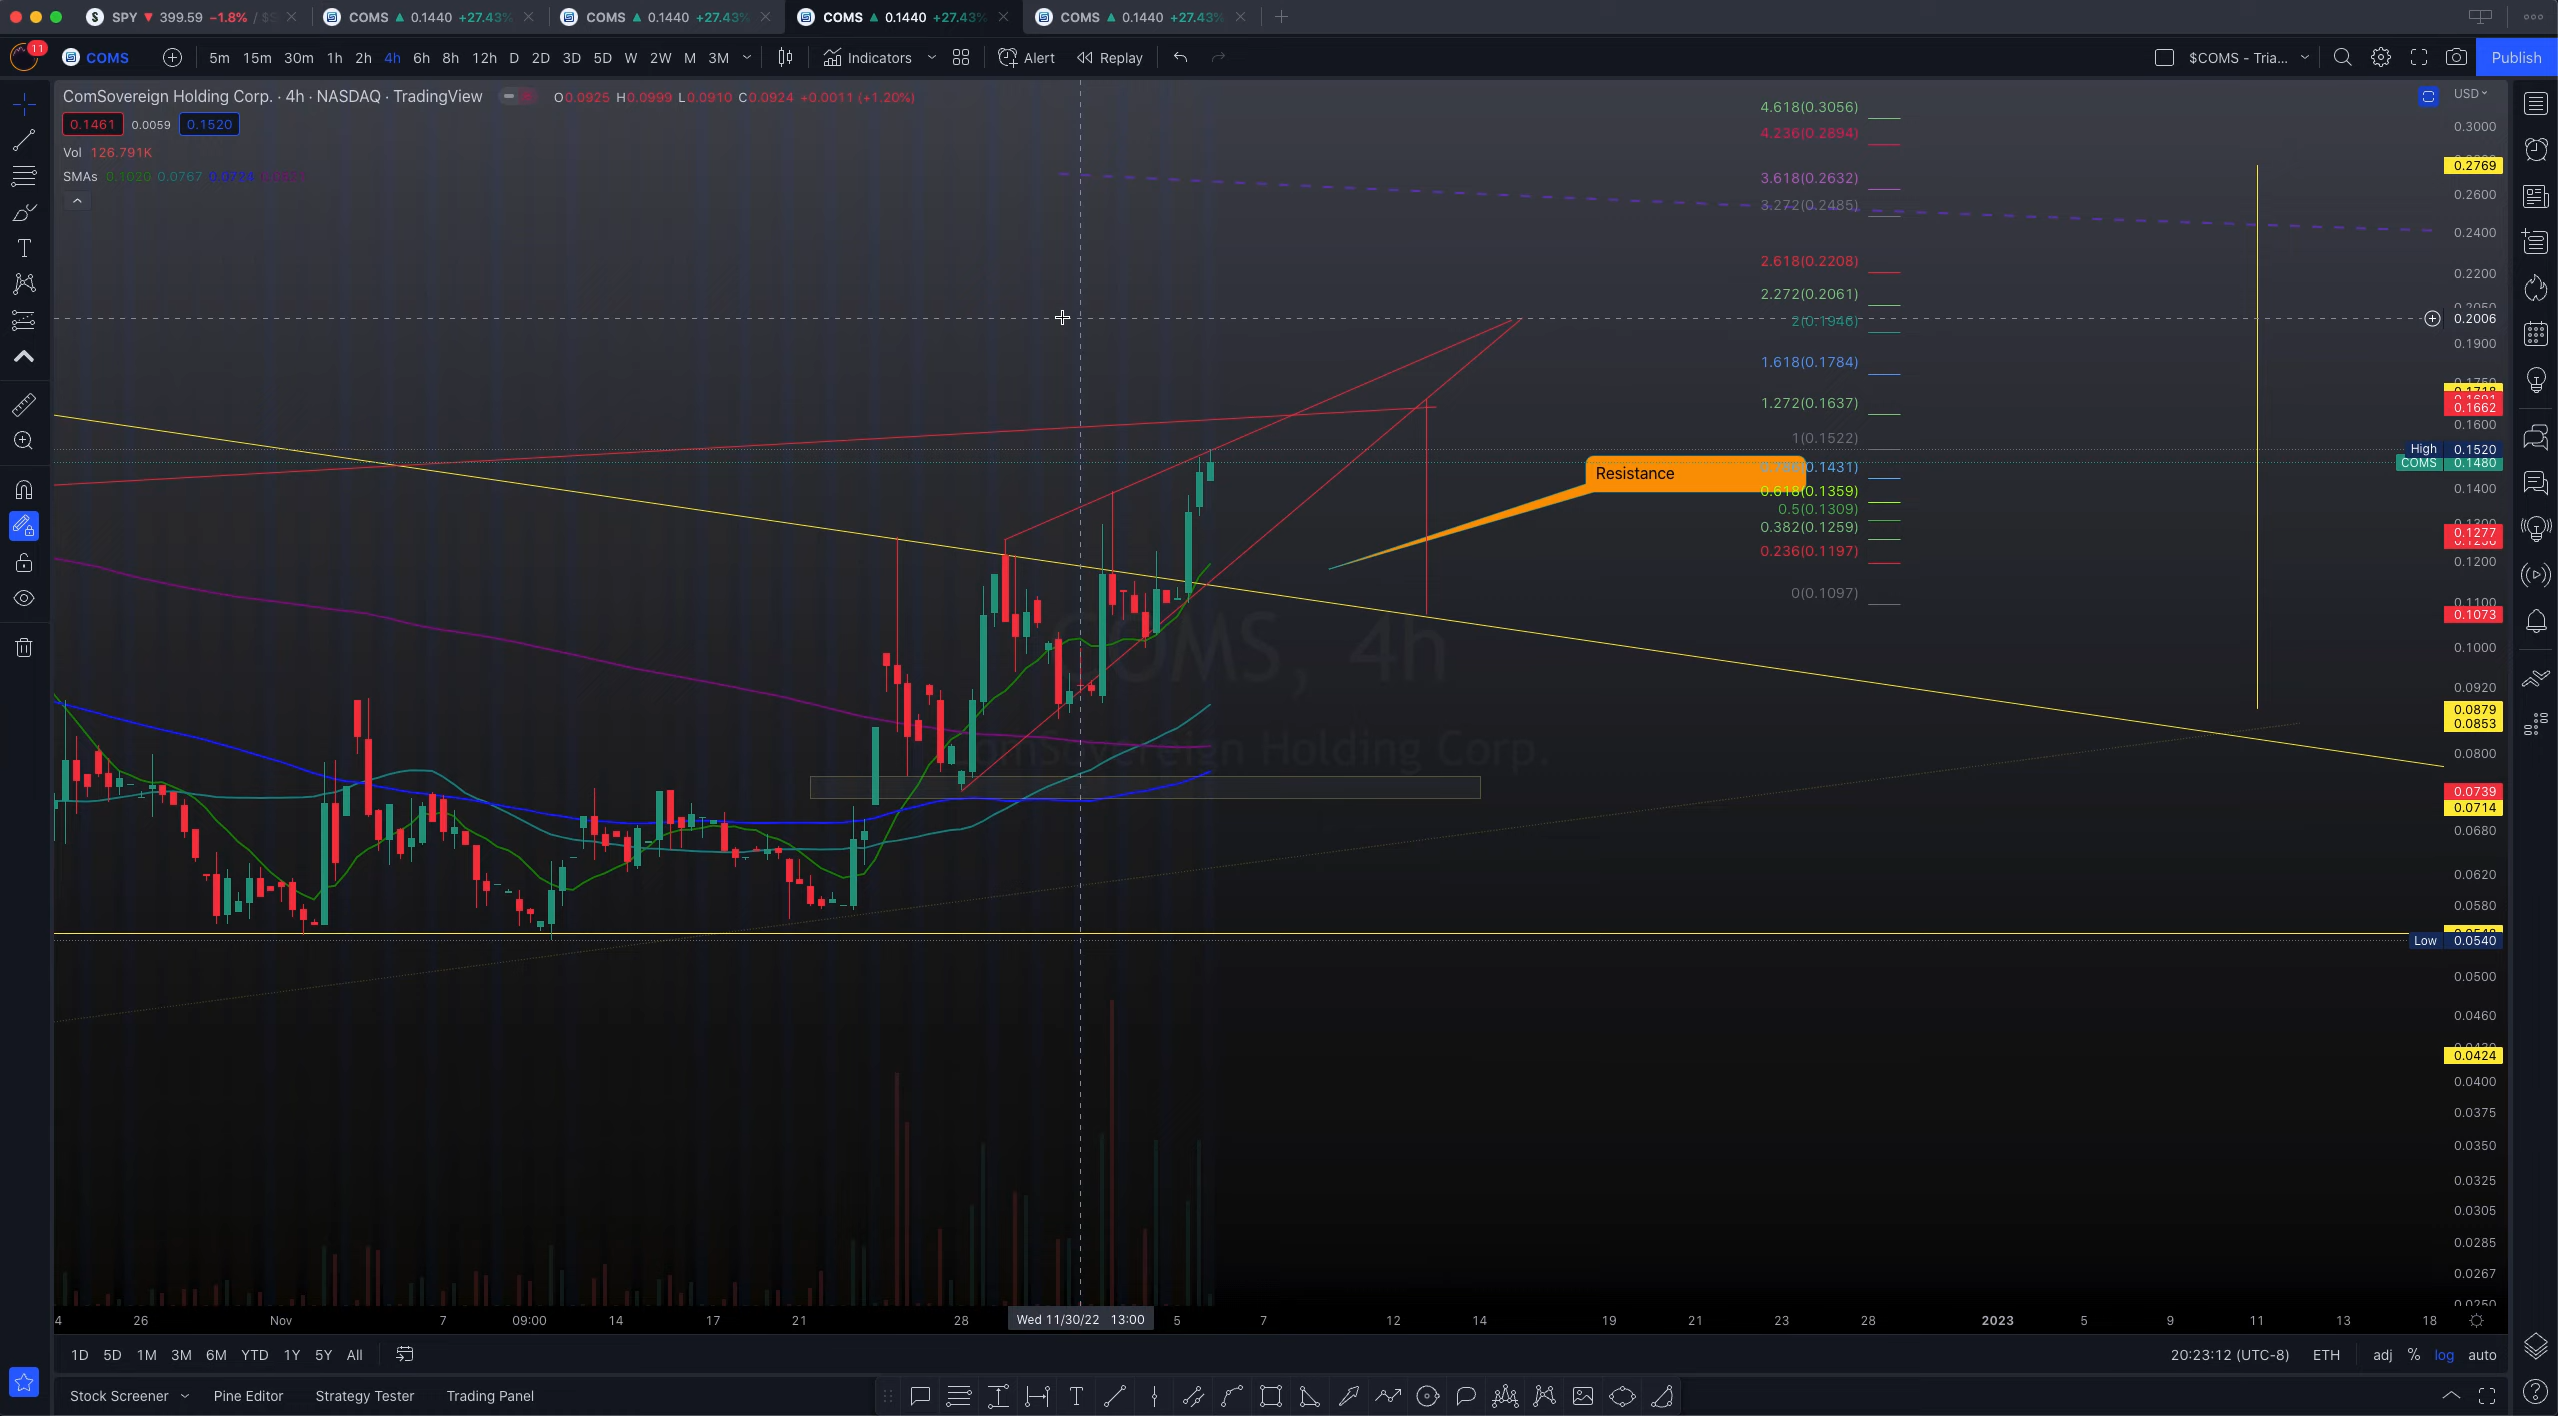 SPY ▼ 399.59 −1.8% / $S
COMS ▲ 0.1440 +27.43%
COMS ▲ 0.1440 +27.43%
COMS ▲ 0.1440 +27.43%
COMS ▲ 0.1440 +27.43%
11
COMS 5m 15m 30m 1h 2h 4h 6h 8h 12h D 2D 3D 5D W 2W M 3M Indicators Alert Replay $COMS - Tria... Publish
ComSovereign Holding Corp. · 4h · NASDAQ · TradingView O0.0925 H0.0999 L0.0910 C0.0924 +0.0011 (+1.20%)
0.1461 0.0059 0.1520
Vol 126.791K
SMAs 0.1020 0.0767
USD
4.618(0.3056)
4.236(0.2894)
3.618(0.2632)
3.272(0.2485)
2.618(0.2208)
2.272(0.2061)
2(0.1946)
1.618(0.1784)
1.272(0.1637)
1(0.1522)
0.786(0.1431)
Resistance
0.618(0.1359)
0.5(0.1309)
0.382(0.1259)
0.236(0.1197)
0(0.1097)
COMS, 4h
ComSovereign Holding Corp.
0.3000
0.2769
0.2600
0.2400
0.2200
0.2006
0.1900
0.1662
0.1600
High 0.1520
COMS 0.1480
0.1400
0.1277
0.1200
0.1100
0.1073
0.1000
0.0920
0.0879
0.0853
0.0800
0.0739
0.0714
0.0680
0.0620
0.0580
Low 0.0540
0.0500
0.0460
0.0424
0.0400
0.0375
0.0350
0.0325
0.0305
0.0285
0.0267
0.0250
4 26 Nov 7 09:00 14 17 21 28 Wed 11/30/22 13:00 5 7 12 14 19 21 23 28 2023 5 9 11 13 18
1D 5D 1M 3M 6M YTD 1Y 5Y All 20:23:12 (UTC-8) ETH adj % log auto
Stock Screener Pine Editor Strategy Tester Trading Panel